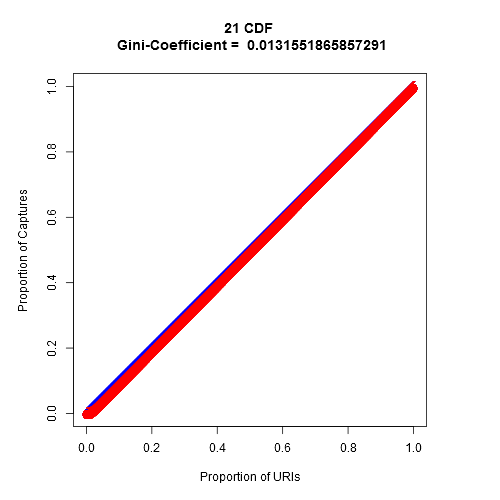 21 CDF
Gini-Coefficient = 0.0131551865857291
Proportion of Captures
1.0
0.8
0.6
0.4
0.2
0.0
0.0 0.2 0.4 0.6 0.8 1.0
Proportion of URIs